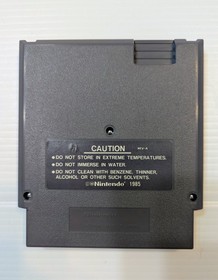 CAUTION
●DO NOT STORE IN EXTREME TEMPERATURES.
●DO NOT IMMERSE IN WATER.
●DO NOT CLEAN WITH BENZENE, THINNER,
ALCOHOL OR OTHER SUCH SOLVENTS.
©Nintendo 1985